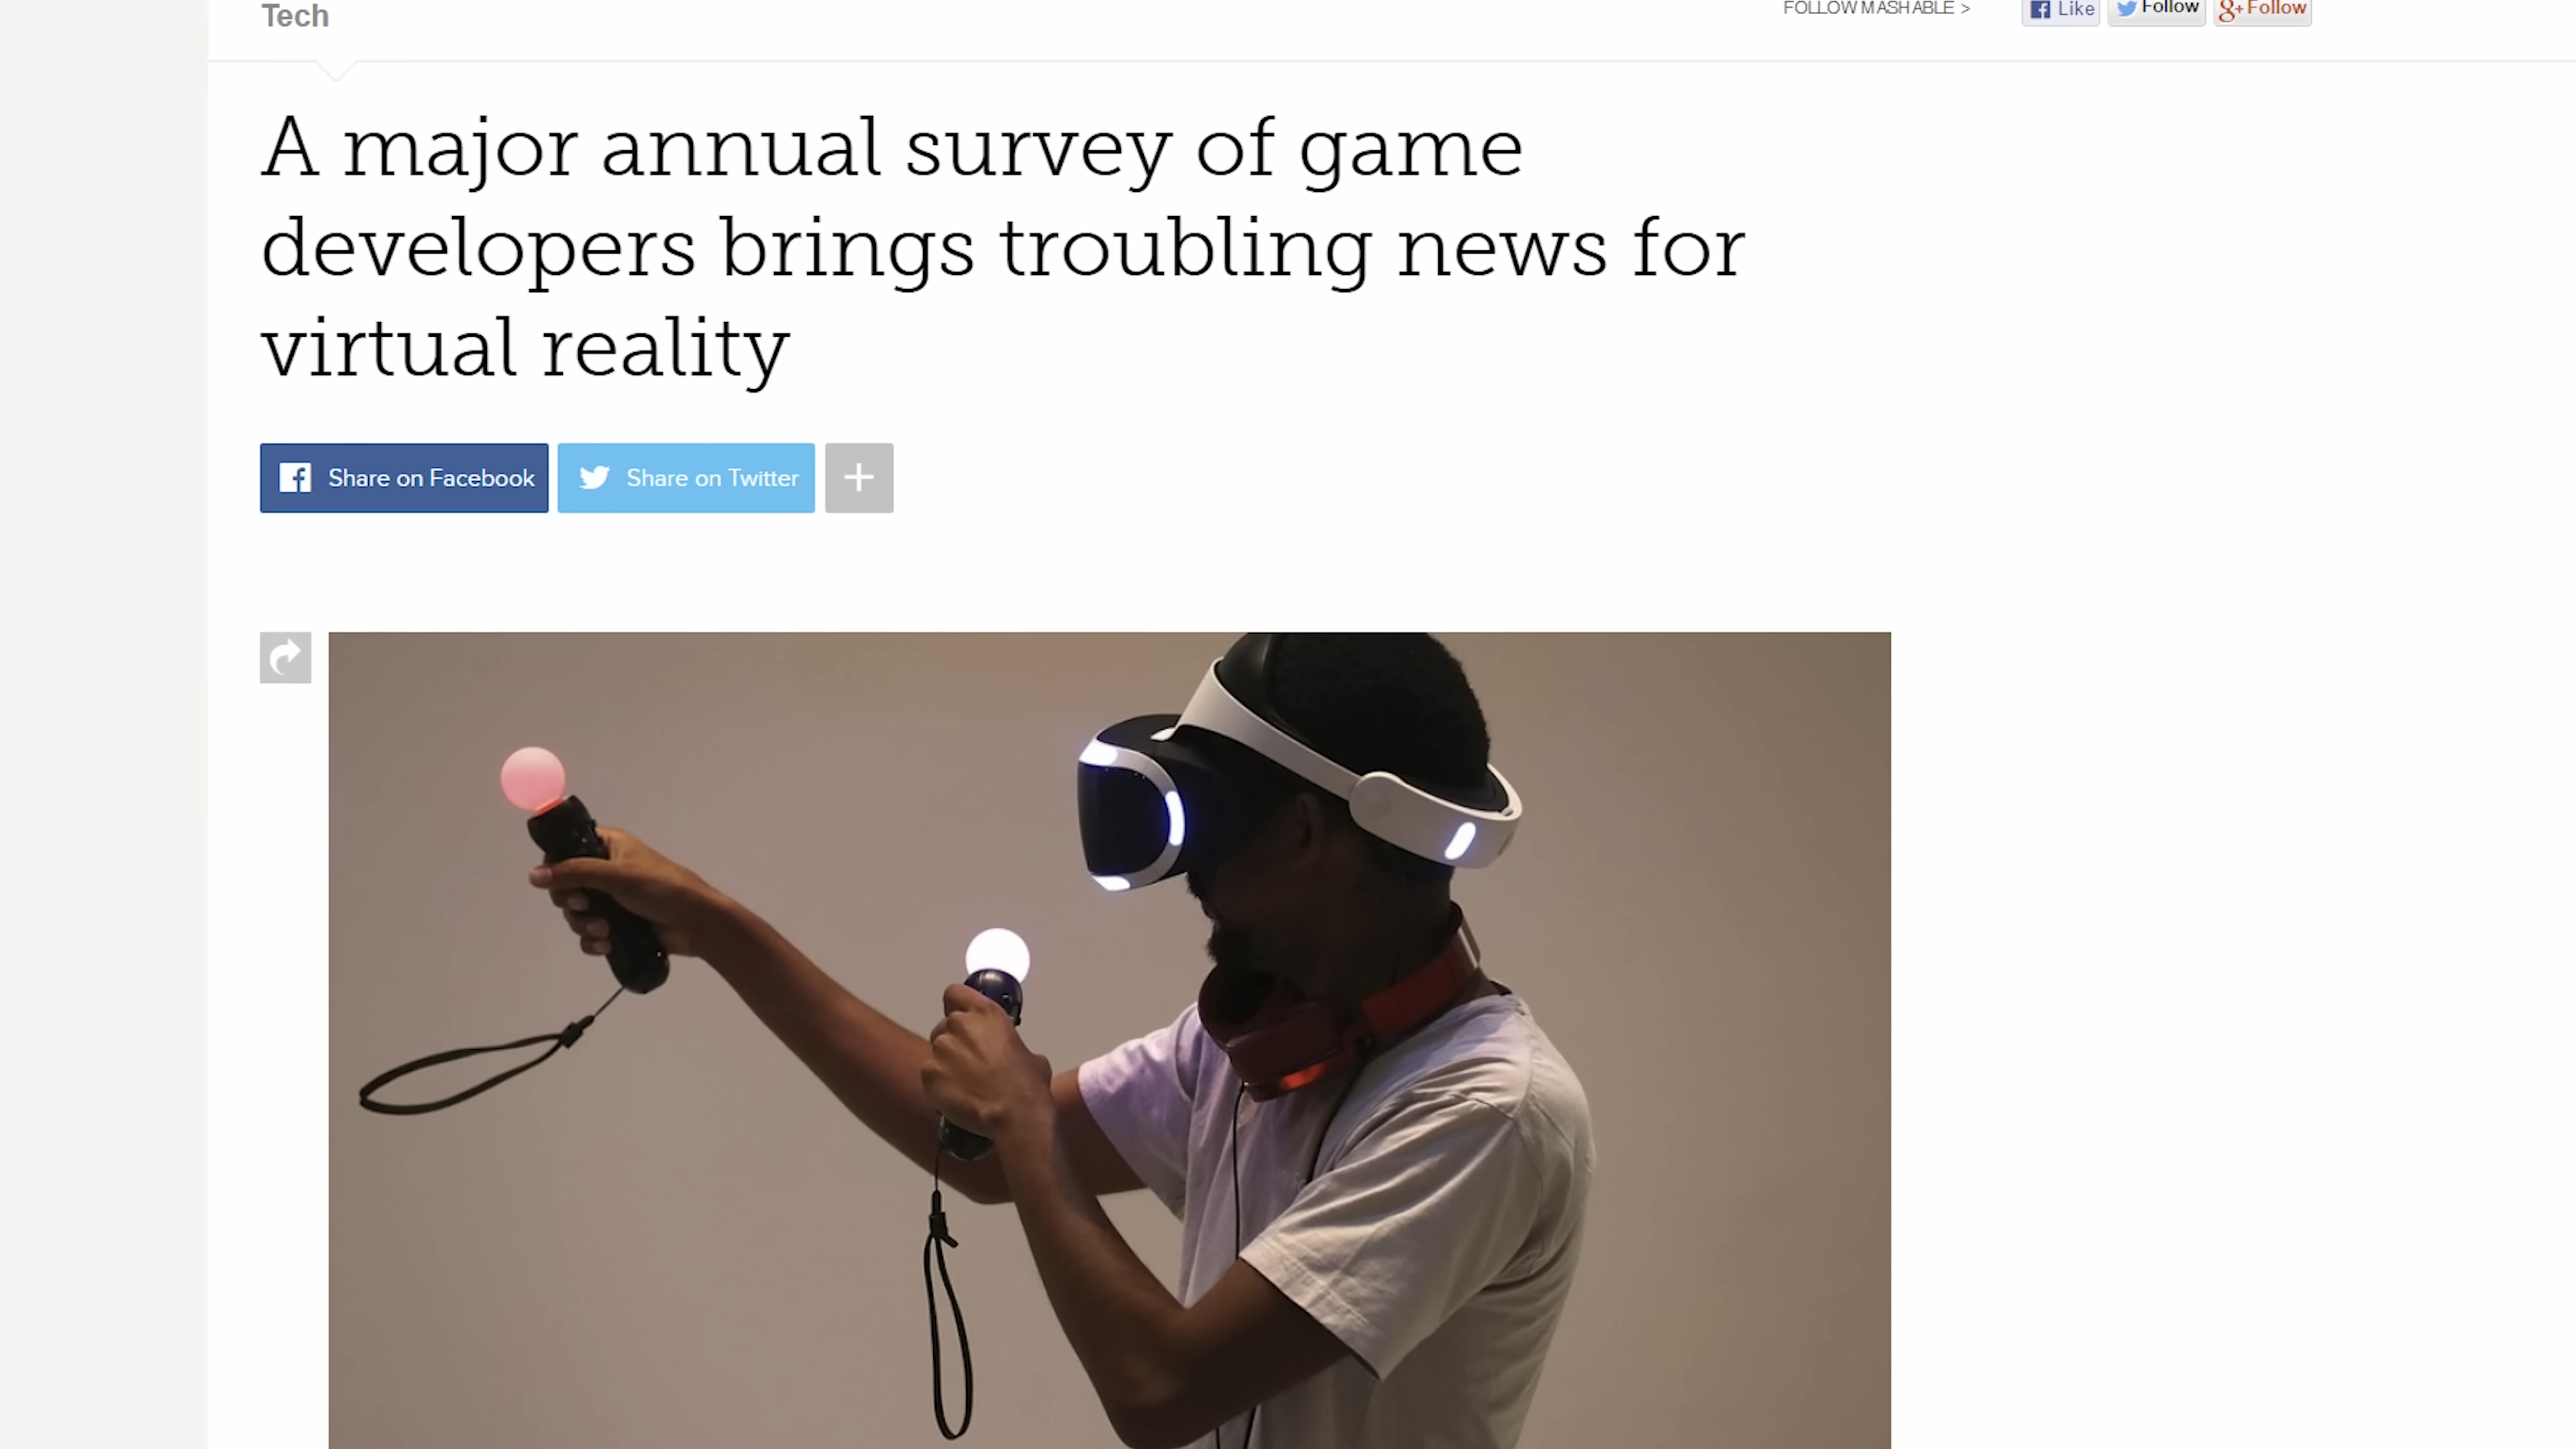 Tech
FOLLOW MASHABLE >
Like
Follow
g+ Follow
A major annual survey of game
developers brings troubling news for
virtual reality
Share on Facebook
Share on Twitter